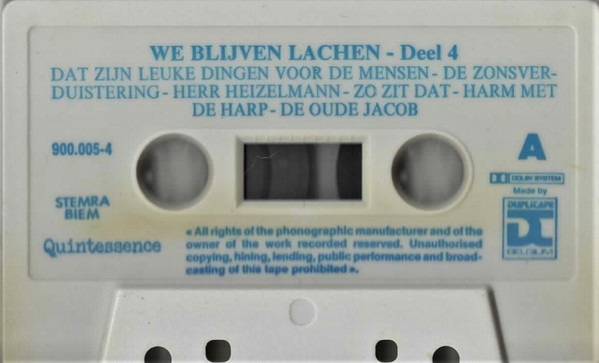 WE BLIJVEN LACHEN - Deel 4
DAT ZIJN LEUKE DINGEN VOOR DE MENSEN - DE ZONSVER-
DUISTERING - HERR HEIZELMANN - ZO ZIT DAT - HARM MET
DE HARP - DE OUDE JACOB
900.005-4
A
DOLBY SYSTEM
STEMRA
BIEM
Made by
DUPLICAPE
BELGIUM
Quintessence
« All rights of the phonographic manufacturer and of the
owner of the work recorded reserved. Unauthorised
copying, hining, lending, public performance and broad-
casting of this tape prohibited ».